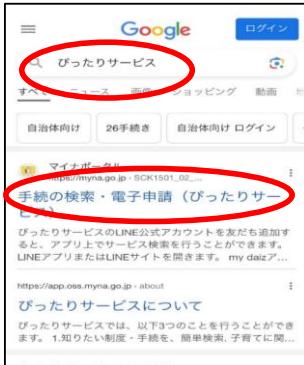 Google
ログイン
ぴったりサービス
すべて ニュース 画像 ショッピング 動画
自治体向け 26手続き 自治体向け ログイン
マイナポータル
https://myna.go.jp › SCK1501_02_...
手続の検索・電子申請（ぴったりサー
ビス）
ぴったりサービスのLINE公式アカウントを友だち追加す
ると、アプリ上でサービス検索を行うことができます。
LINEアプリまたはLINEサイトを開きます。 my daizア...
https://app.oss.myna.go.jp › about
ぴったりサービスについて
ぴったりサービスでは、以下3つのことを行うことができ
ます。 1.知りたい制度・手続を、簡単検索, 子育てに関...